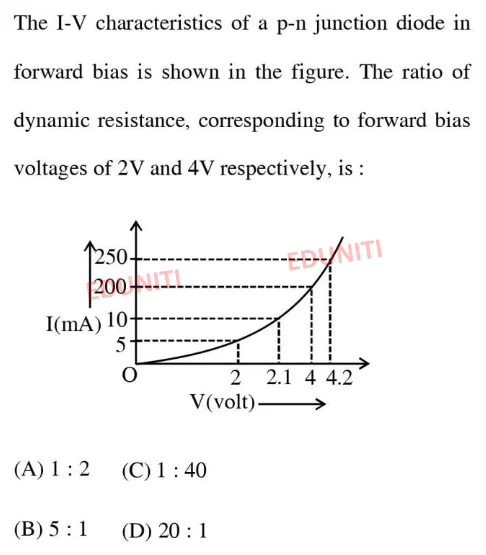 The I-V characteristics of a p-n junction diode in
forward bias is shown in the figure. The ratio of
dynamic resistance, corresponding to forward bias
voltages of 2V and 4V respectively, is :
250
EDUNITI
200
EDUNITI
I(mA) 10
5
O 2 2.1 4 4.2
V(volt)
(A) 1 : 2 (C) 1 : 40
(B) 5 : 1 (D) 20 : 1